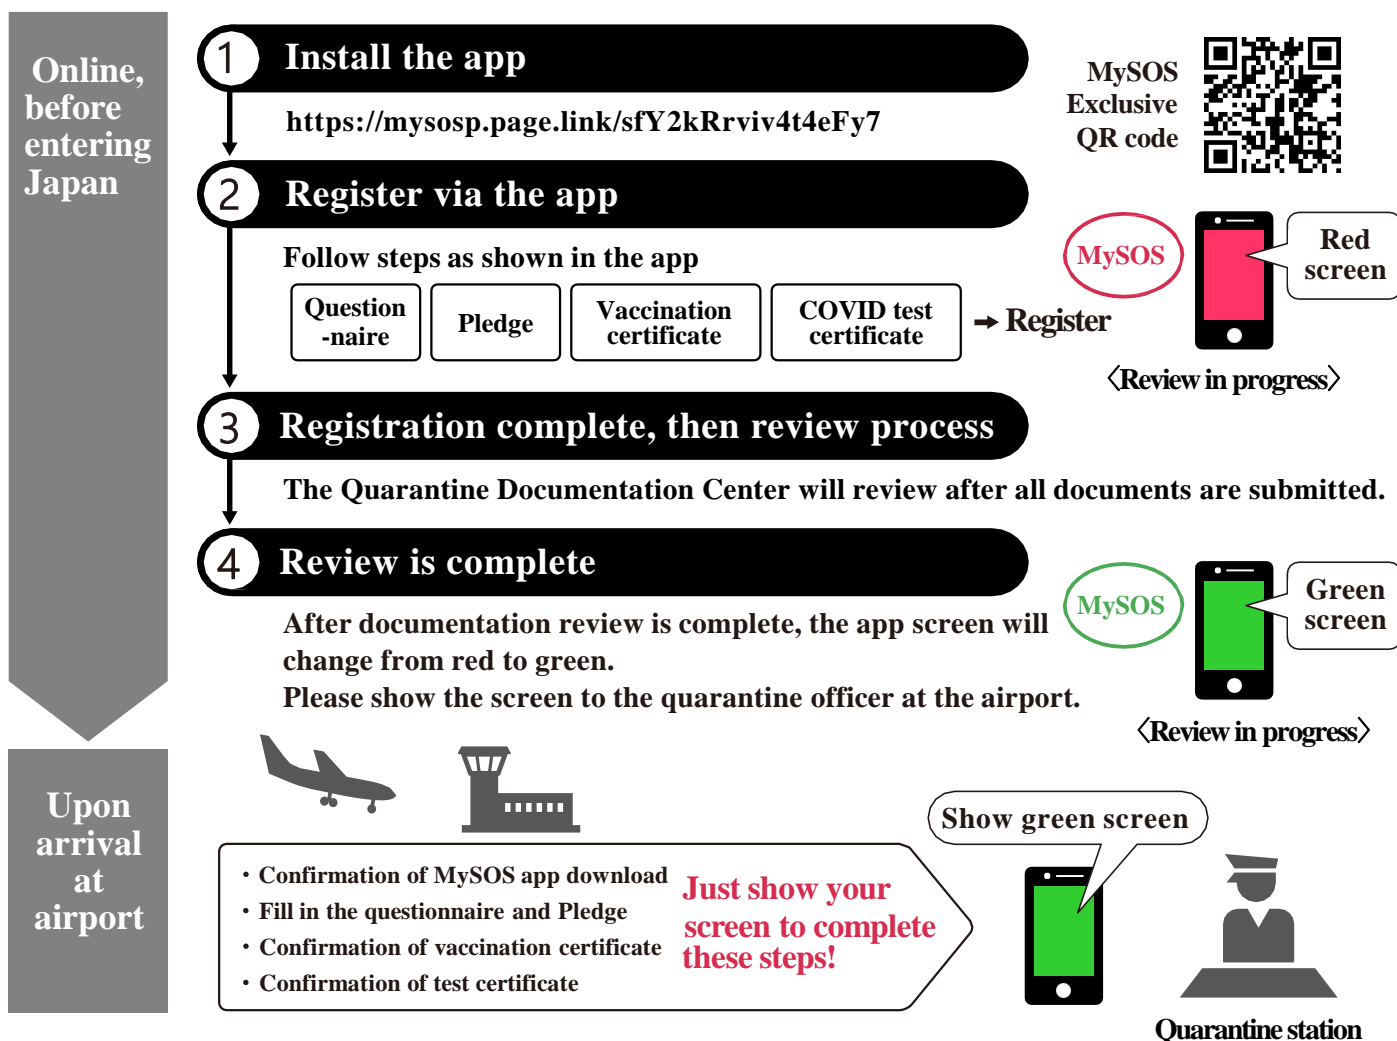 Online,
before
entering
Japan
1 Install the app
https://mysosp.page.link/sfY2kRrviv4t4eFy7
MySOS
Exclusive
QR code
2 Register via the app
Follow steps as shown in the app
Question
-naire
Pledge
Vaccination
certificate
COVID test
certificate
→ Register
MySOS
Red
screen
〈Review in progress〉
3 Registration complete, then review process
The Quarantine Documentation Center will review after all documents are submitted.
4 Review is complete
After documentation review is complete, the app screen will
change from red to green.
Please show the screen to the quarantine officer at the airport.
MySOS
Green
screen
〈Review in progress〉
Upon
arrival
at
airport
・Confirmation of MySOS app download
・Fill in the questionnaire and Pledge
・Confirmation of vaccination certificate
・Confirmation of test certificate
Just show your
screen to complete
these steps!
Show green screen
Quarantine station